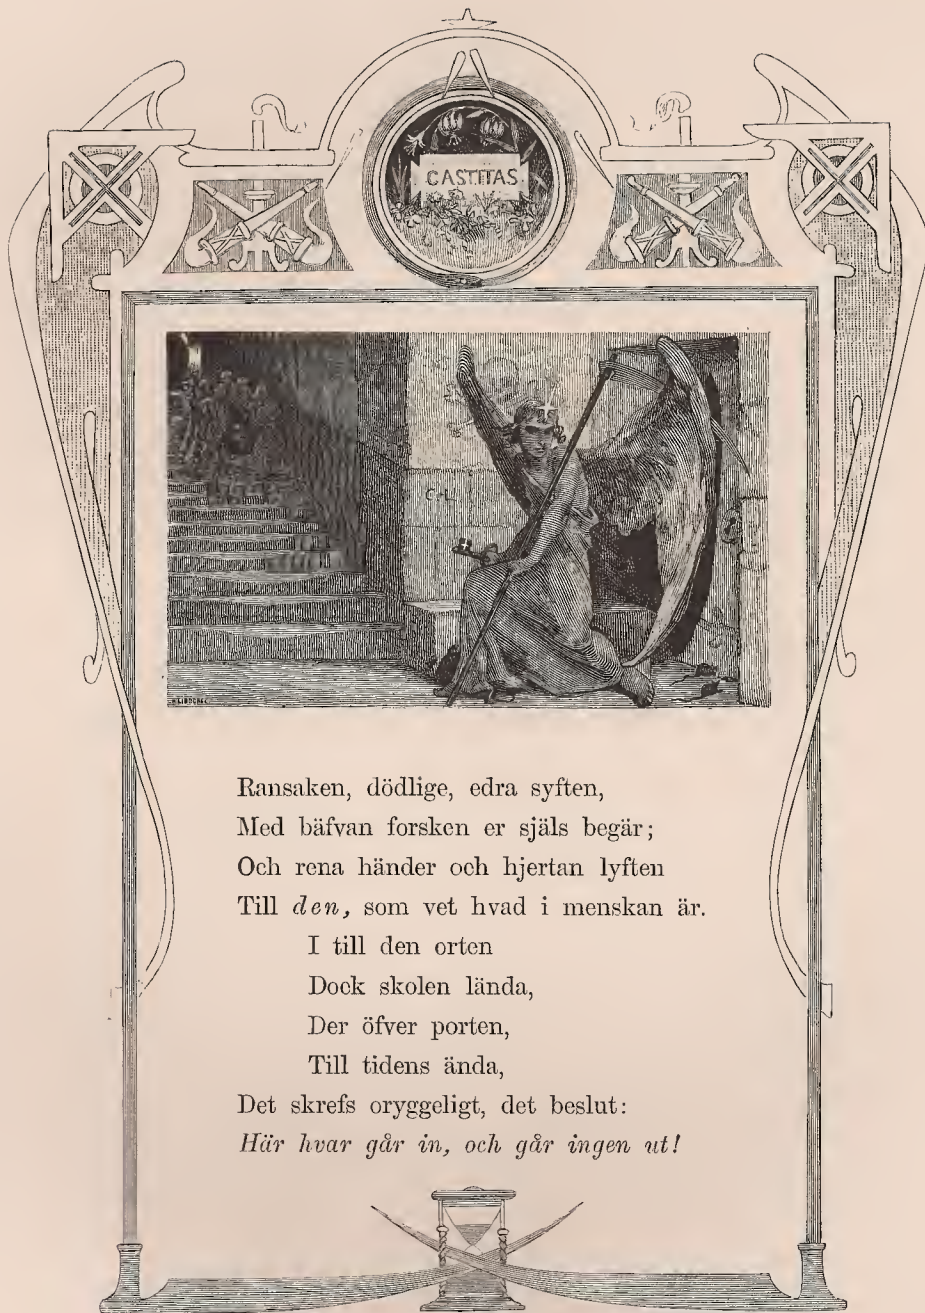 CASTITAS
C-L
Ransaken, dödlige, edra syften,
Med bäfvan forsken er själs begär;
Och rena händer och hjertan lyften
Till den, som vet hvad i menskan är.
I till den orten
Dock skolen lända,
Der öfver porten,
Till tidens ända,
Det skrefs oryggeligt, det beslut:
Här hvar går in, och går ingen ut!